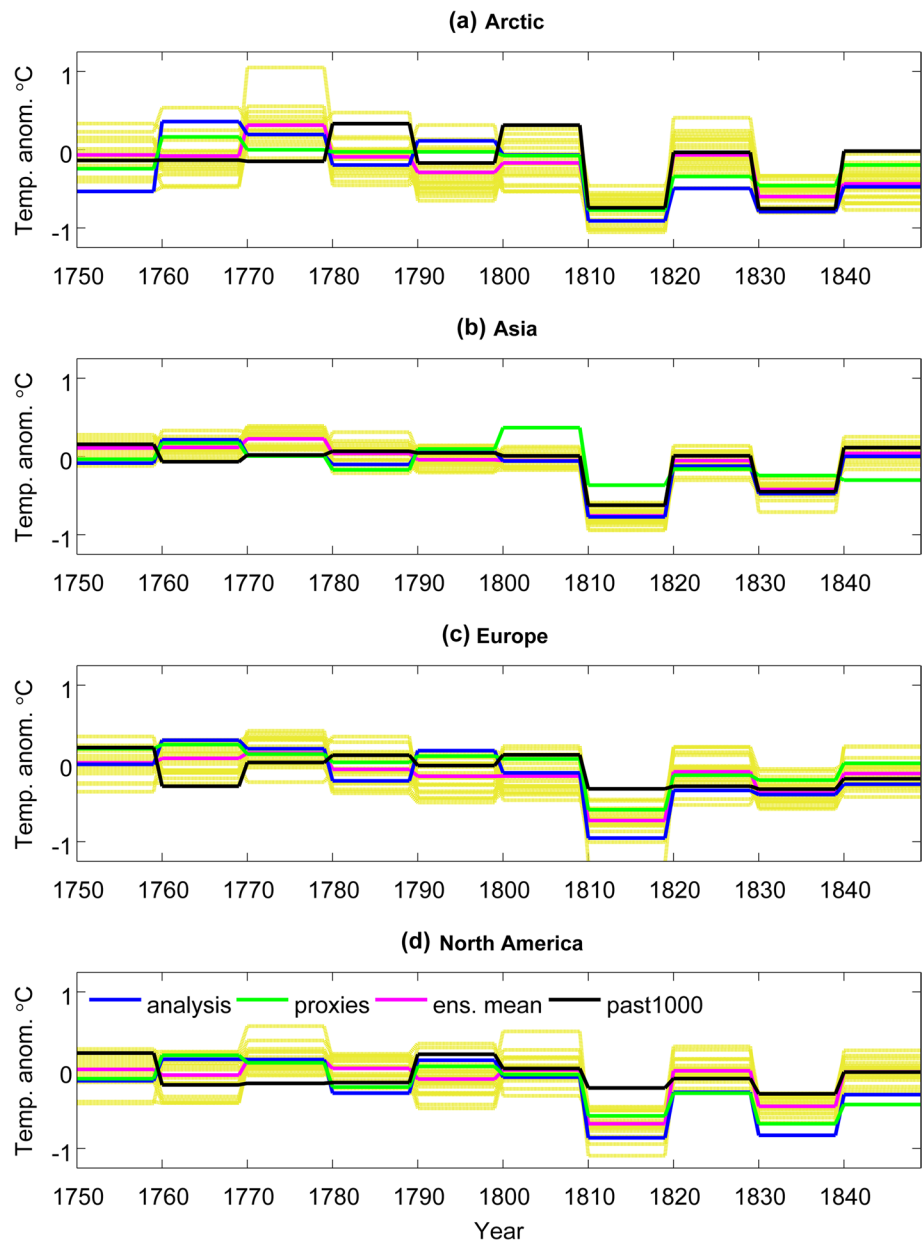 (a) Arctic
Temp. anom. °C
1
0
-1
1750 1760 1770 1780 1790 1800 1810 1820 1830 1840
(b) Asia
Temp. anom. °C
1
0
-1
1750 1760 1770 1780 1790 1800 1810 1820 1830 1840
(c) Europe
Temp. anom. °C
1
0
-1
1750 1760 1770 1780 1790 1800 1810 1820 1830 1840
(d) North America
Temp. anom. °C
1
0
-1
analysis proxies ens. mean past1000
1750 1760 1770 1780 1790 1800 1810 1820 1830 1840
Year